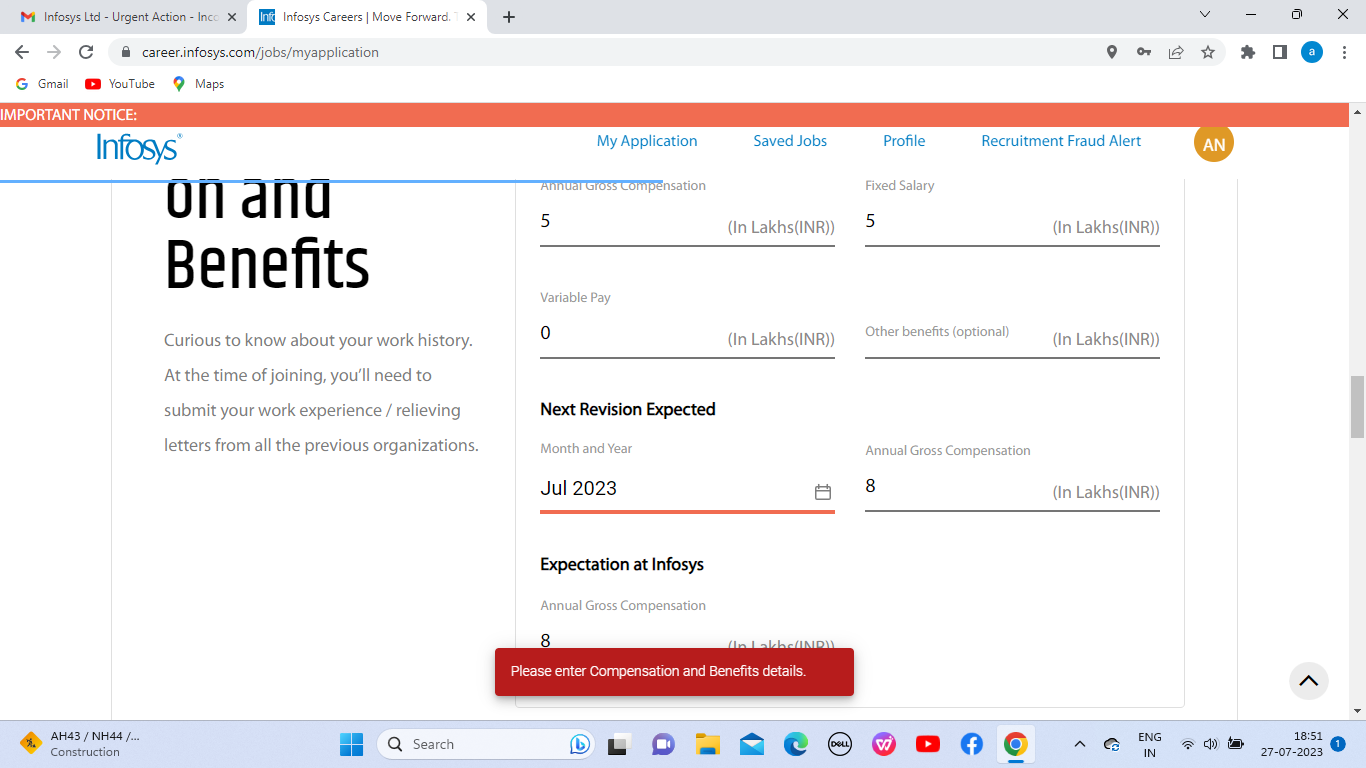 Infosys Ltd - Urgent Action - Inco
Infosys Careers | Move Forward. T
career.infosys.com/jobs/myapplication
a
Gmail
YouTube
Maps
IMPORTANT NOTICE:
Infosys®
My Application
Saved Jobs
Profile
Recruitment Fraud Alert
AN
on and
Benefits
Curious to know about your work history.
At the time of joining, you’ll need to
submit your work experience / relieving
letters from all the previous organizations.
Annual Gross Compensation
5
(In Lakhs(INR))
Fixed Salary
5
(In Lakhs(INR))
Variable Pay
0
(In Lakhs(INR))
Other benefits (optional)
(In Lakhs(INR))
Next Revision Expected
Month and Year
Jul 2023
Annual Gross Compensation
8
(In Lakhs(INR))
Expectation at Infosys
Annual Gross Compensation
8
(In Lakhs(INR))
Please enter Compensation and Benefits details.
AH43 / NH44 /...
Construction
Search
DELL
ENG
IN
18:51
27-07-2023
1